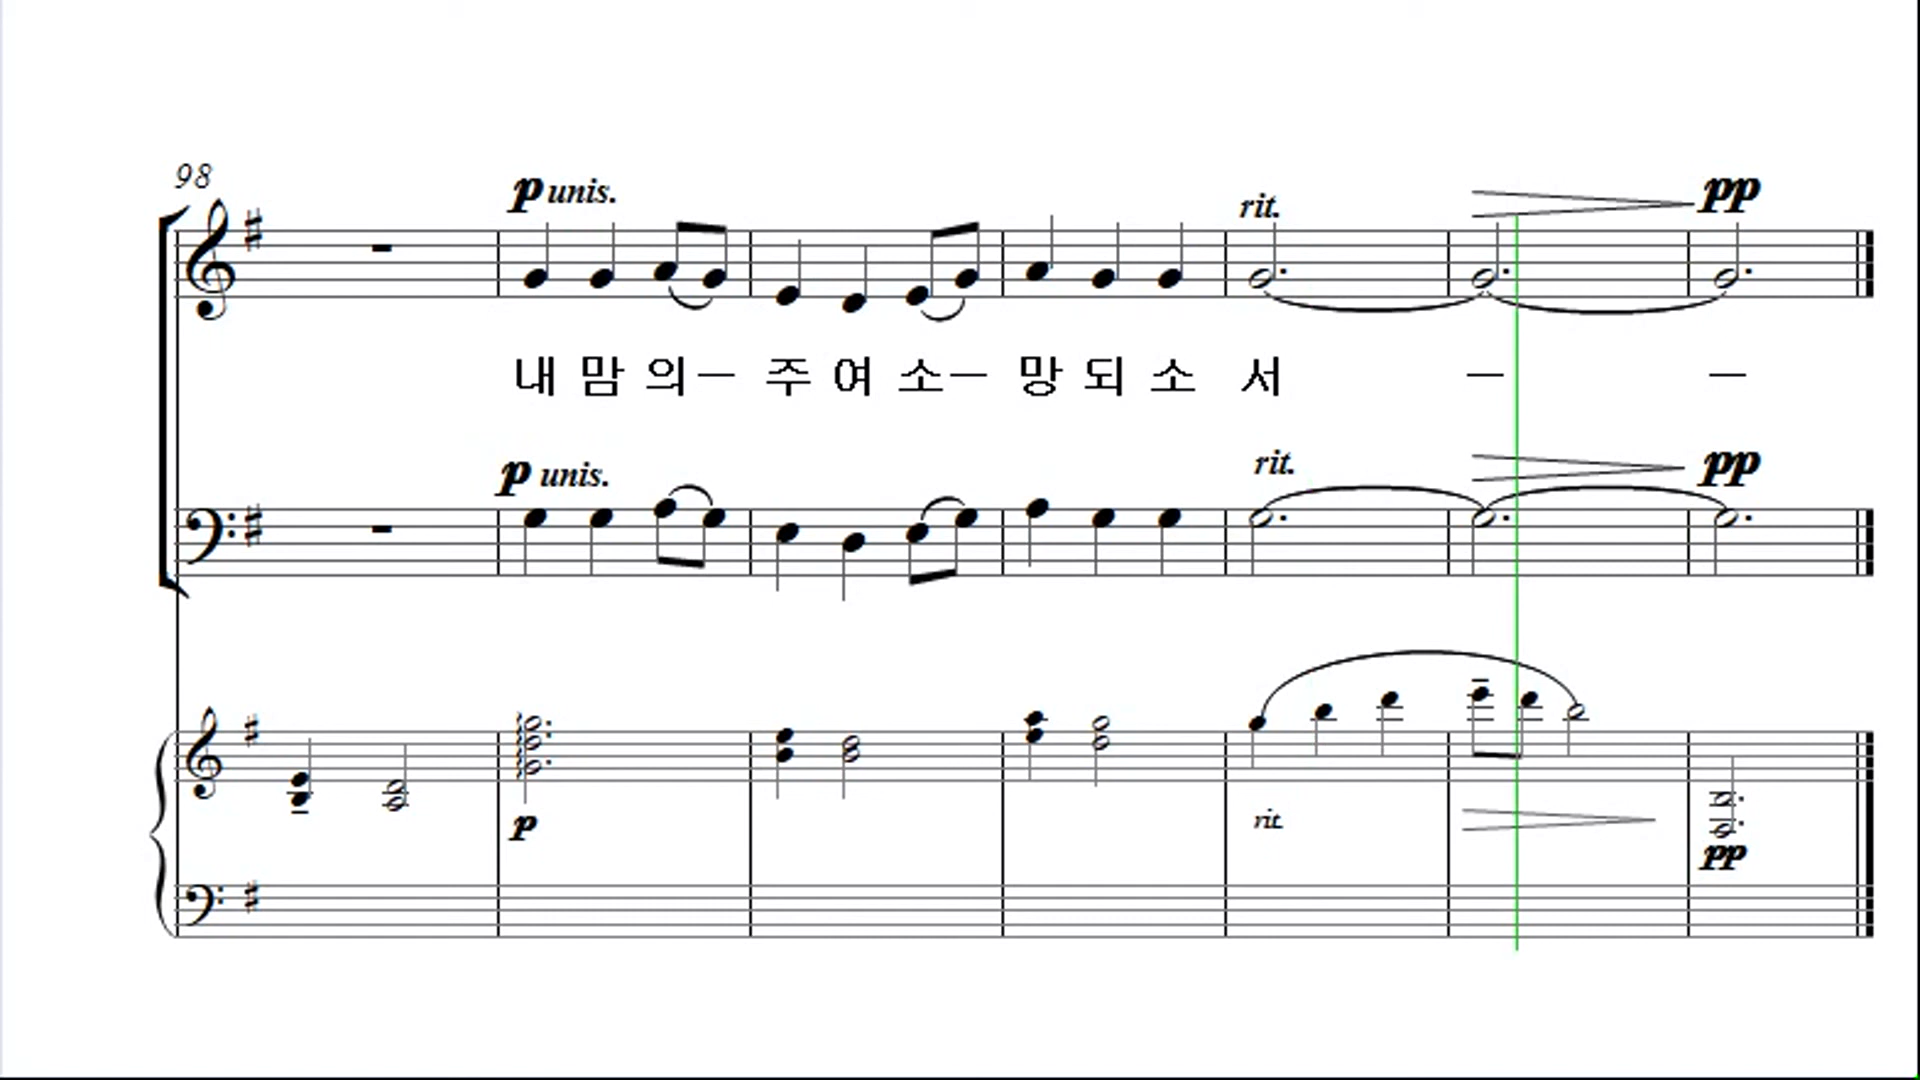 98
p unis.
rit.
pp
내 맘 의— 주 여 소— 망 되 소 서 — —
p unis.
rit.
pp
p
rit.
pp